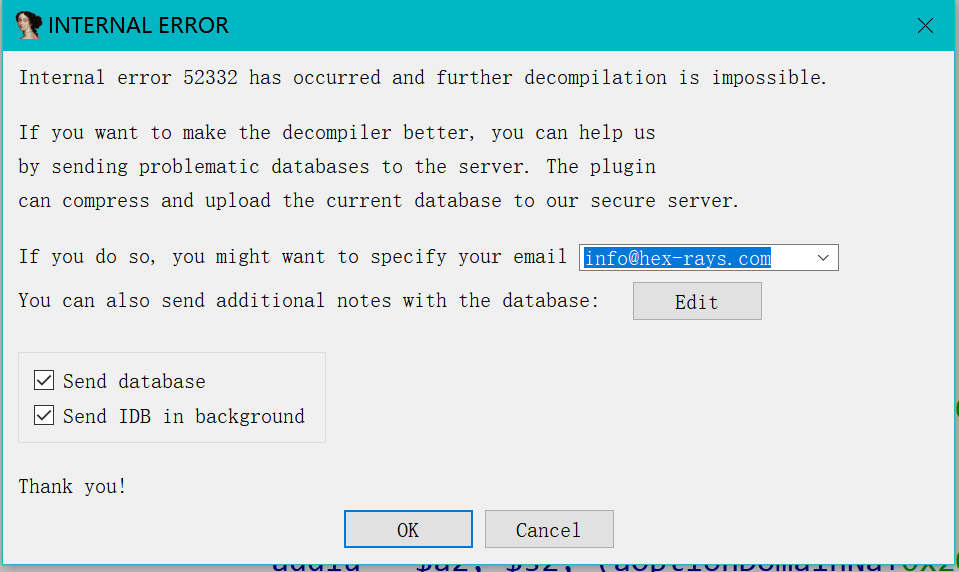 INTERNAL ERROR
Internal error 52332 has occurred and further decompilation is impossible.
If you want to make the decompiler better, you can help us
by sending problematic databases to the server. The plugin
can compress and upload the current database to our secure server.
If you do so, you might want to specify your email info@hex-rays.com
You can also send additional notes with the database: Edit
Send database
Send IDB in background
Thank you!
OK Cancel